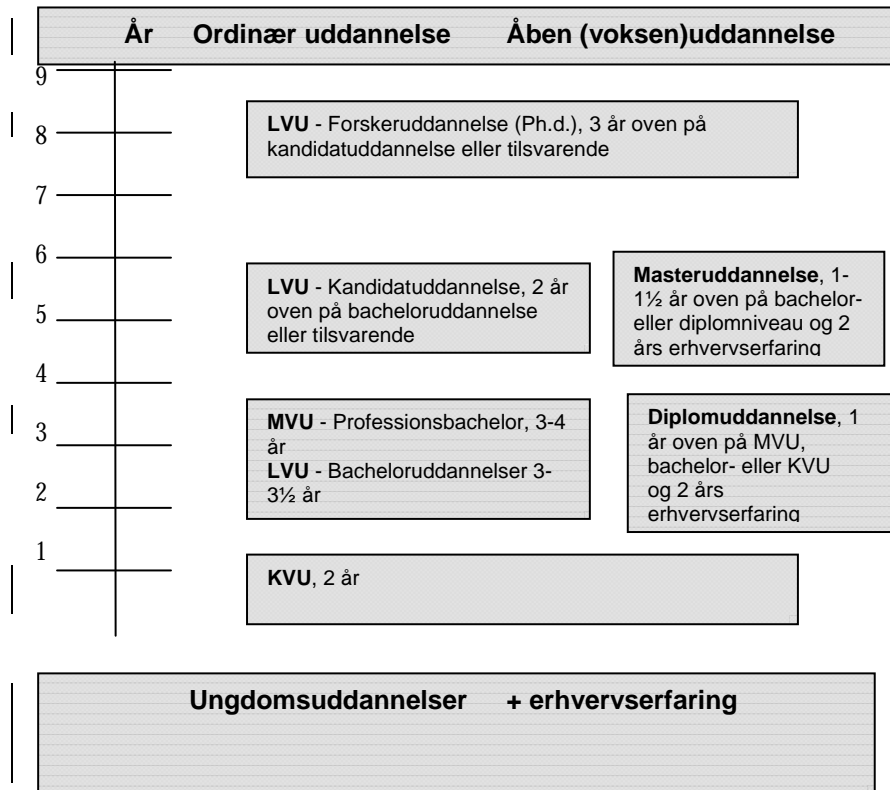 År Ordinær uddannelse Åben (voksen)uddannelse
9
8
7
6
5
4
3
2
1
LVU - Forskeruddannelse (Ph.d.), 3 år oven på
kandidatuddannelse eller tilsvarende
LVU - Kandidatuddannelse, 2 år
oven på bacheloruddannelse
eller tilsvarende
Masteruddannelse, 1-
1½ år oven på bachelor-
eller diplomniveau og 2
års erhvervserfaring
MVU - Professionsbachelor, 3-4
år
LVU - Bacheloruddannelser 3-
3½ år
Diplomuddannelse, 1
år oven på MVU,
bachelor- eller KVU
og 2 års
erhvervserfaring
KVU, 2 år
Ungdomsuddannelser + erhvervserfaring